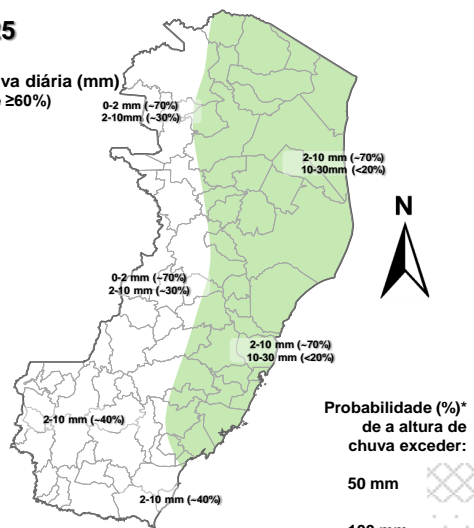 25
va diária (mm)
≥60%)
0-2 mm (~70%)
2-10mm (~30%)
2-10 mm (~70%)
10-30mm (<20%)
N
0-2 mm (~70%)
2-10 mm (~30%)
2-10 mm (~70%)
10-30 mm (<20%)
2-10 mm (~40%)
2-10 mm (~40%)
Probabilidade (%)*
de a altura de
chuva exceder:
50 mm